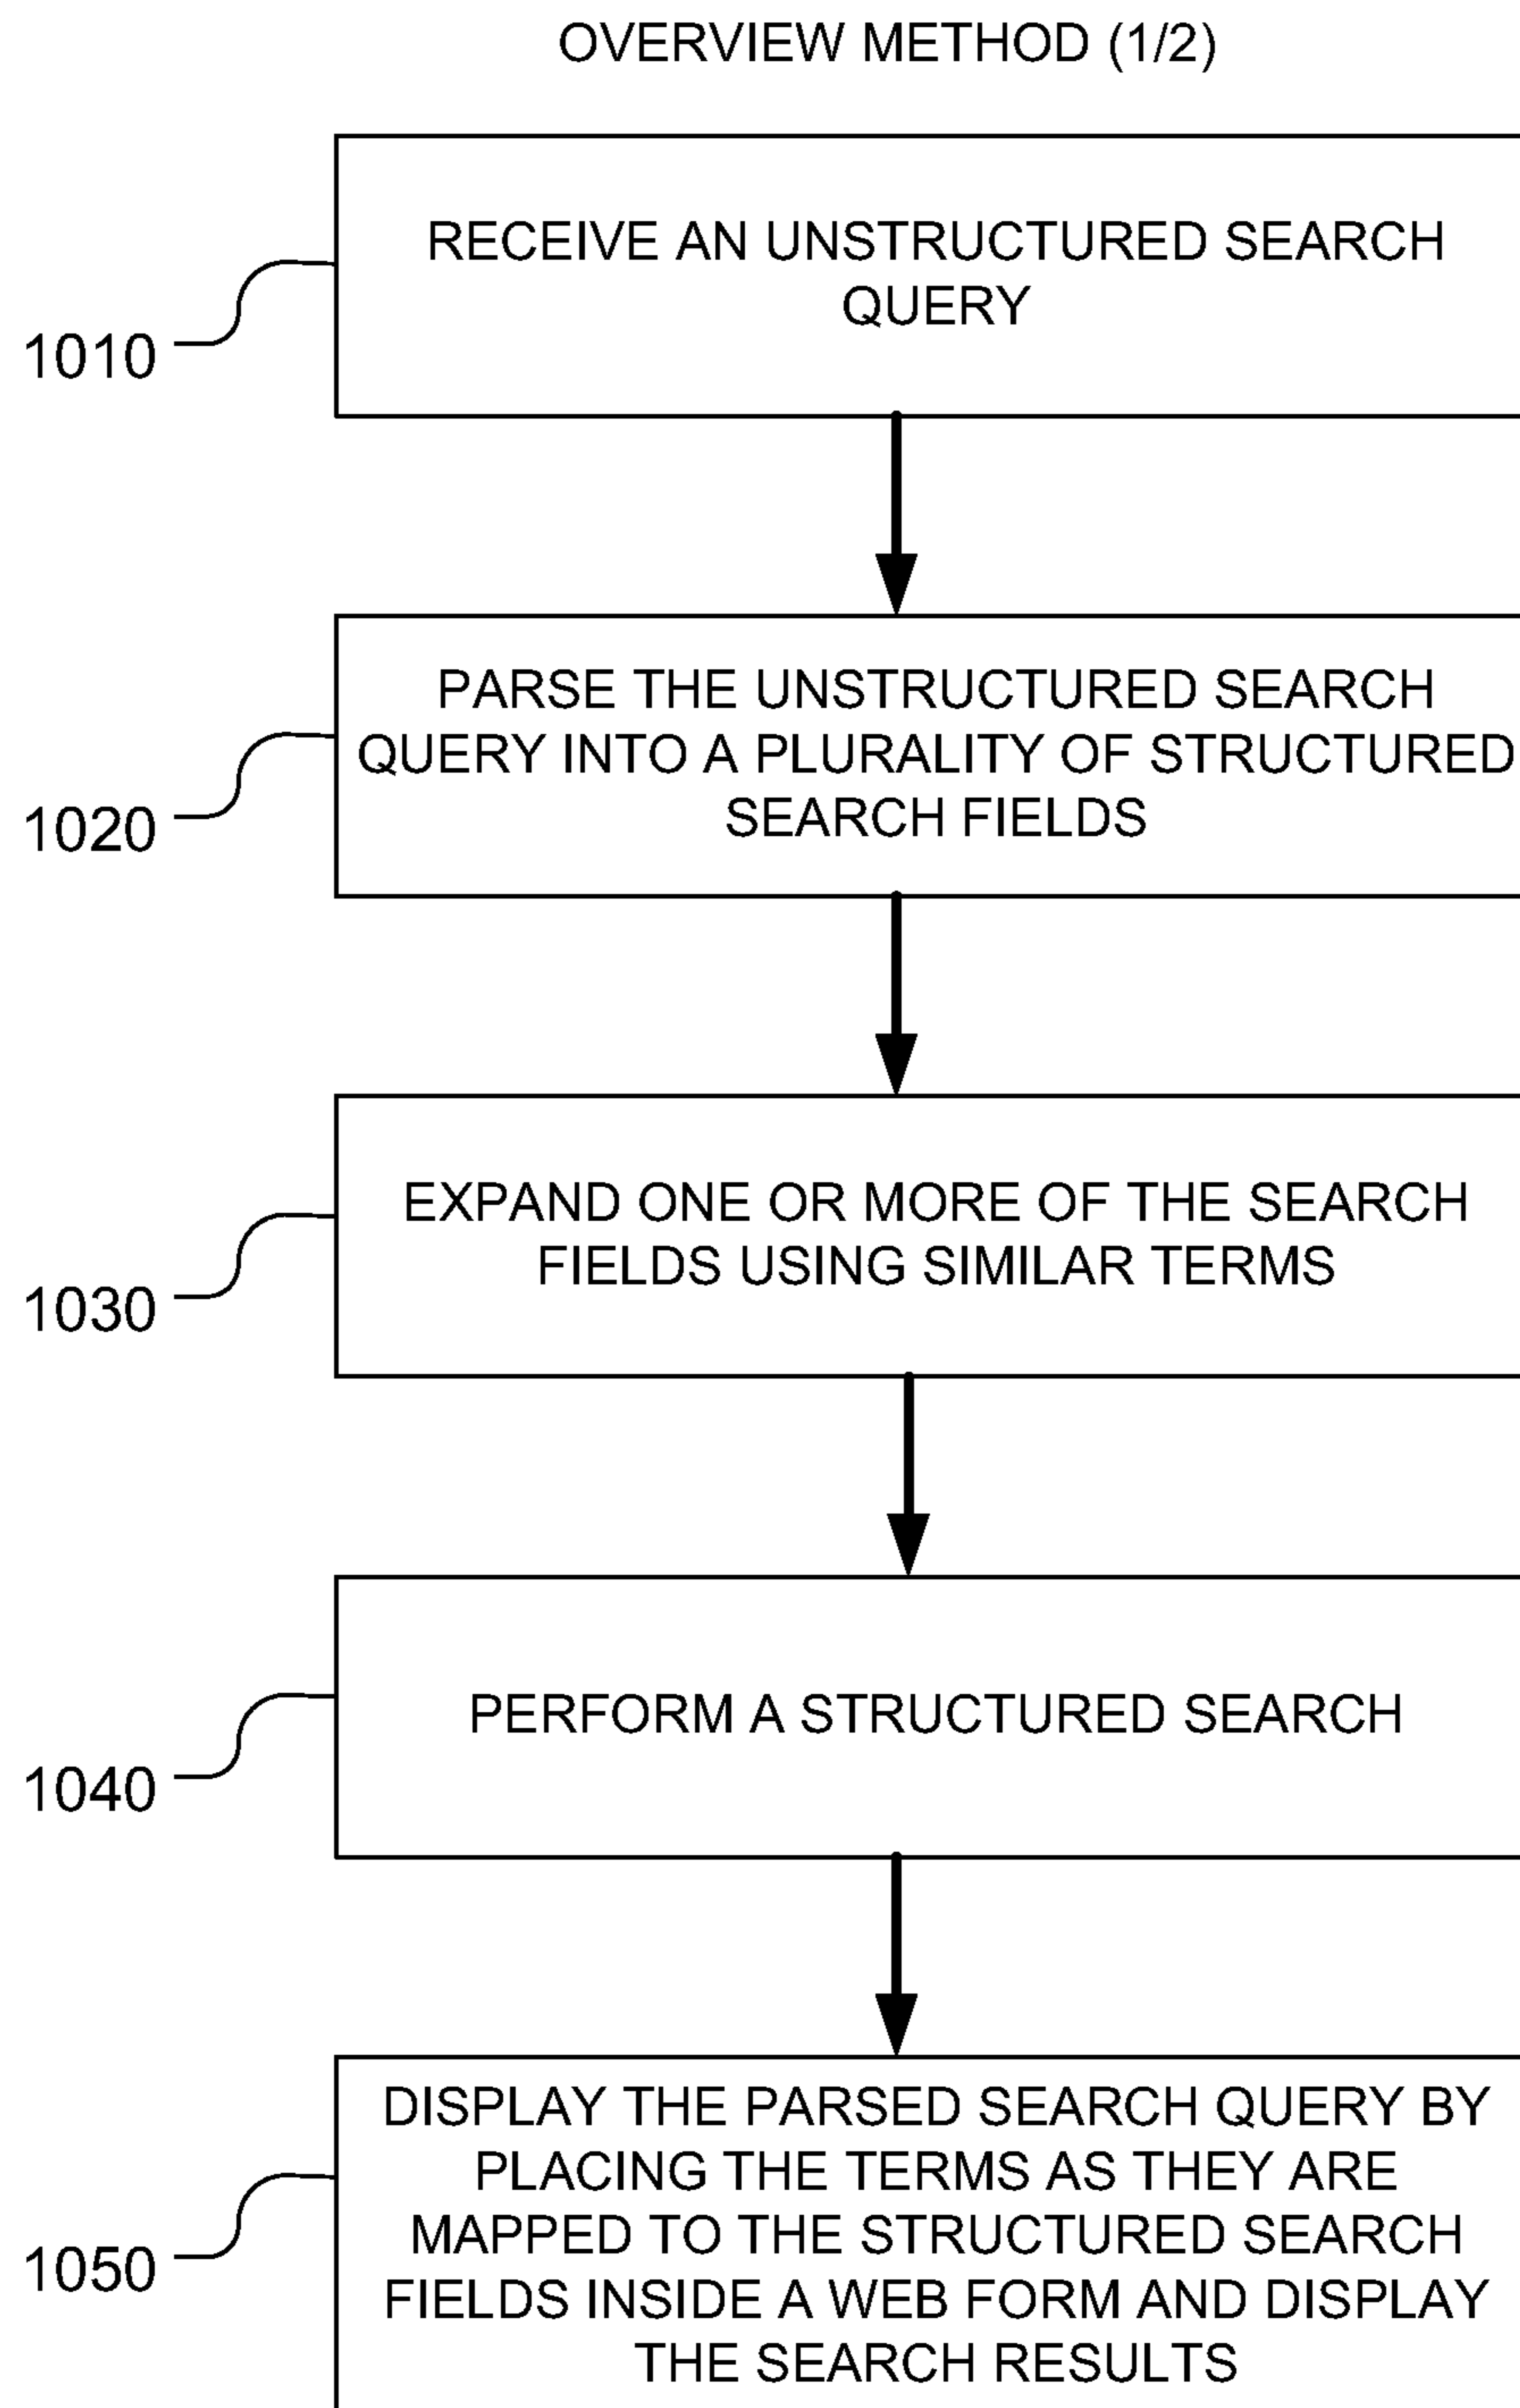 OVERVIEW METHOD (1/2)
RECEIVE AN UNSTRUCTURED SEARCH
QUERY
1010
PARSE THE UNSTRUCTURED SEARCH
QUERY INTO A PLURALITY OF STRUCTURED
SEARCH FIELDS
1020
EXPAND ONE OR MORE OF THE SEARCH
FIELDS USING SIMILAR TERMS
1030
PERFORM A STRUCTURED SEARCH
1040
DISPLAY THE PARSED SEARCH QUERY BY
PLACING THE TERMS AS THEY ARE
MAPPED TO THE STRUCTURED SEARCH
FIELDS INSIDE A WEB FORM AND DISPLAY
THE SEARCH RESULTS
1050